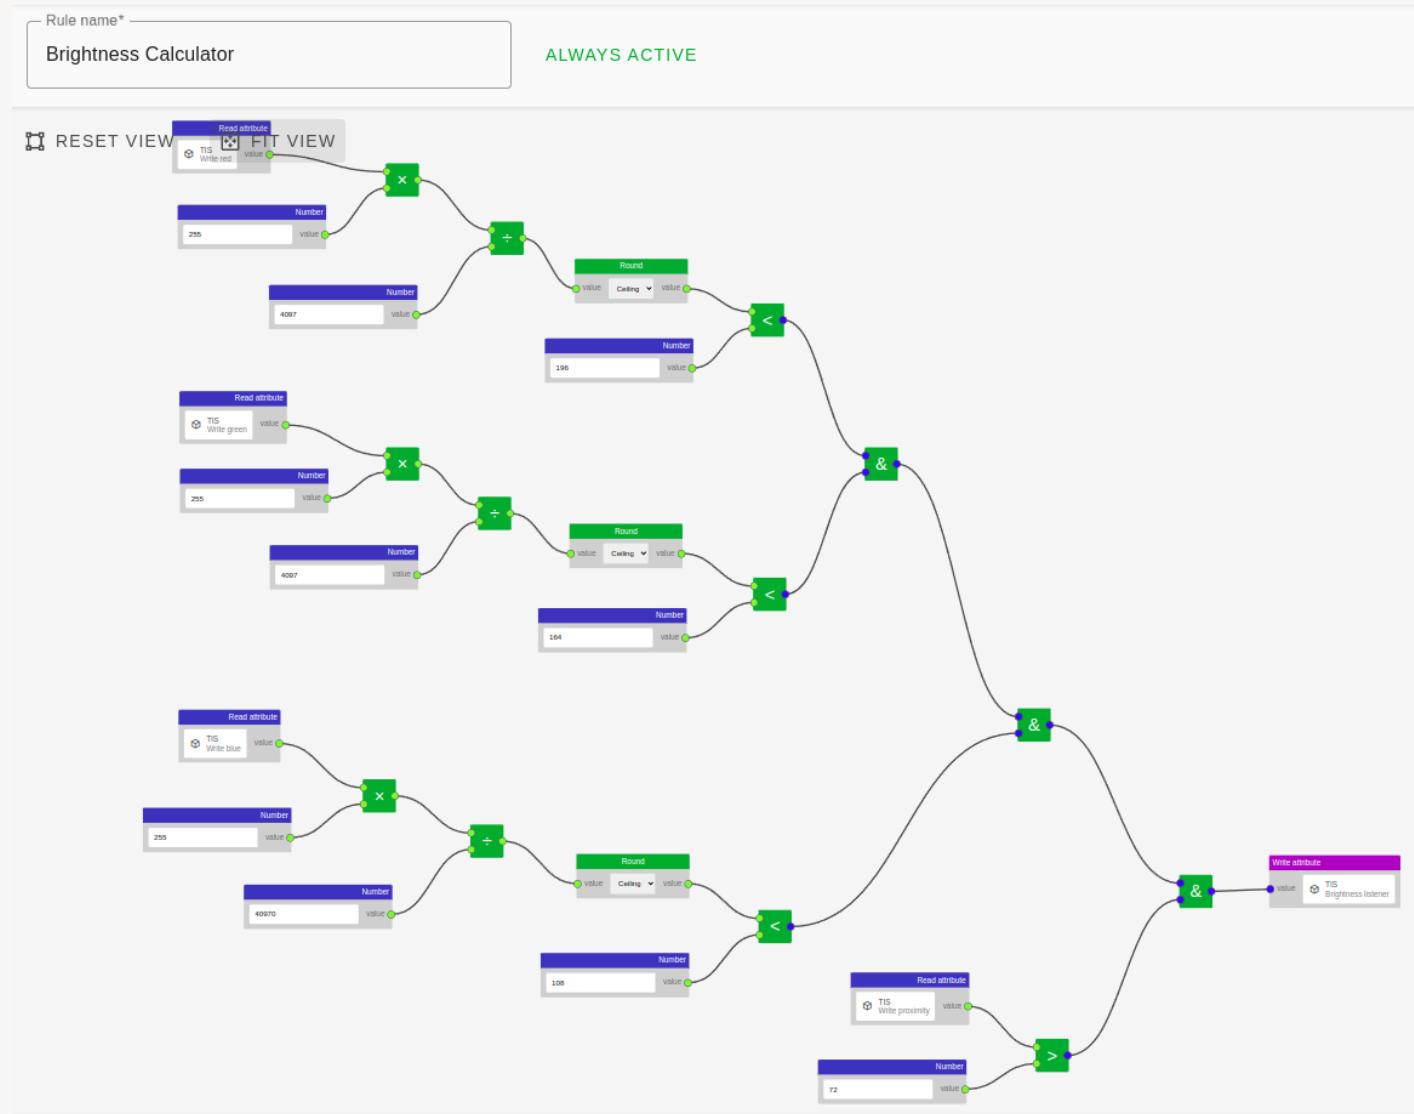 Rule name*
Brightness Calculator
ALWAYS ACTIVE
RESET VIEW
FIT VIEW
Read attribute
TIS
Write red
value
×
Number
255
value
÷
Number
4097
value
Round
value
Ceiling
value
<
Number
196
value
Read attribute
TIS
Write green
value
×
Number
255
value
÷
Number
4097
value
Round
value
Ceiling
value
<
Number
164
value
&
Read attribute
TIS
Write blue
value
×
Number
255
value
÷
Number
40970
value
Round
value
Ceiling
value
<
Number
108
value
&
Read attribute
TIS
Write proximity
value
>
Number
72
value
&
Write attribute
value
TIS
Brightness listener